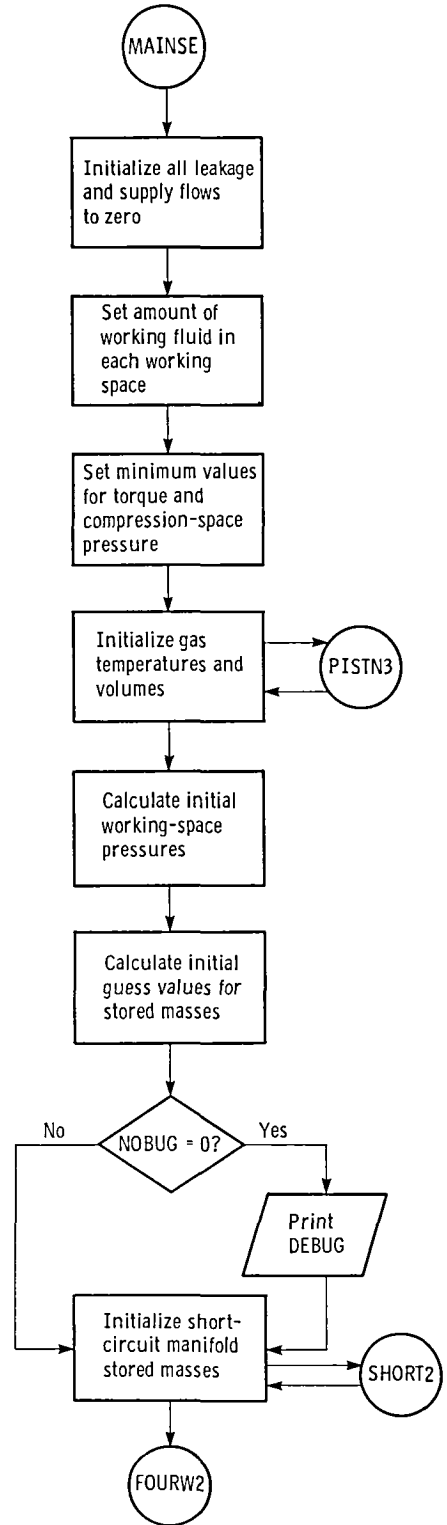 MAINSE
Initialize all leakage
and supply flows
to zero
Set amount of
working fluid in
each working
space
Set minimum values
for torque and
compression-space
pressure
Initialize gas
temperatures and
volumes
PISTN3
Calculate initial
working-space
pressures
Calculate initial
guess values for
stored masses
No
NOBUG = 0?
Yes
Print
DEBUG
Initialize short-
circuit manifold
stored masses
SHORT2
FOURW2